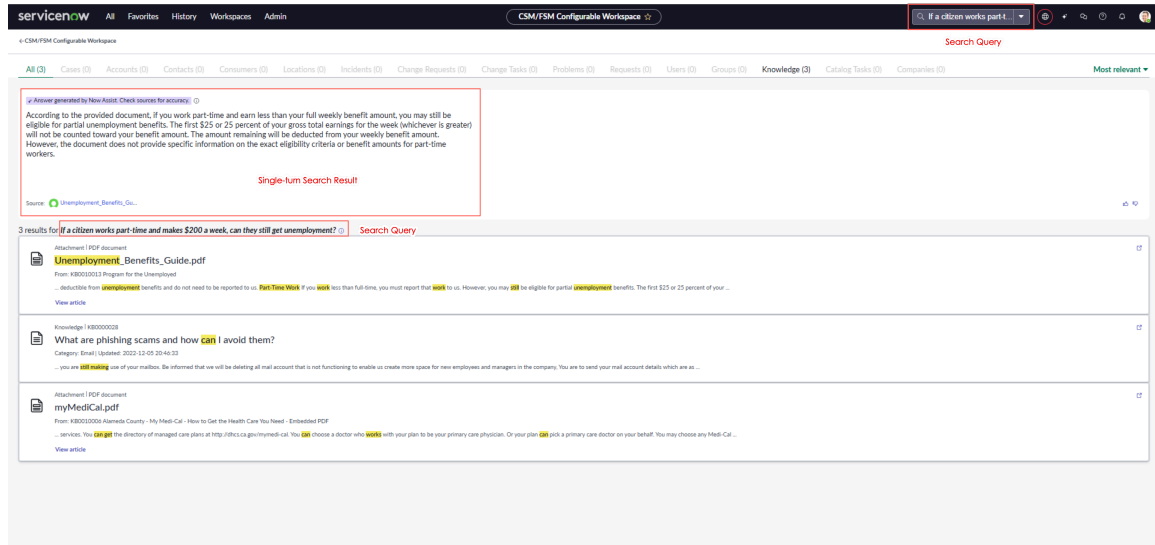 servicenow All Favorites History Workspaces Admin CSM/FSM Configurable Workspace ☆ If a citizen works part-t...
CSM/FSM Configurable Workspace
Search Query
All (3) Cases (0) Accounts (0) Contacts (0) Consumers (0) Locations (0) Incidents (0) Change Requests (0) Change Tasks (0) Problems (0) Requests (0) Users (0) Groups (0) Knowledge (3) Catalog Tasks (0) Companies (0) Most relevant
Answer generated by Now Assist. Check sources for accuracy.
According to the provided document, if you work part-time and earn less than your full weekly benefit amount, you may still be
eligible for partial unemployment benefits. The first $25 or 25 percent of your gross total earnings for the week (whichever is greater)
will not be counted toward your benefit amount. The amount remaining will be deducted from your weekly benefit amount.
However, the document does not provide specific information on the exact eligibility criteria or benefit amounts for part-time
workers.
Single-turn Search Result
Source: Unemployment_Benefits_Gu...
3 results for If a citizen works part-time and makes $200 a week, can they still get unemployment? Search Query
Attachment | PDF document
Unemployment_Benefits_Guide.pdf
From: KB0010013 Program for the Unemployed
... deductible from unemployment benefits and do not need to be reported to us. Part-Time Work If you work less than full-time, you must report that work to us. However, you may still be eligible for partial unemployment benefits. The first $25 or 25 percent of your ...
View article
Knowledge | KB0000028
What are phishing scams and how can I avoid them?
Category: Email | Updated: 2022-12-05 20:46:33
... you are still making use of your mailbox. Be informed that we will be deleting all mail account that is not functioning to enable us create more space for new employees and managers in the company. You are to send your mail account details which are as ...
Attachment | PDF document
myMediCal.pdf
From: KB0010006 Alameda County - My Medi-Cal - How to Get the Health Care You Need - Embedded PDF
... services. You can get the directory of managed care plans at http://dhcs.ca.gov/mymedi-cal. You can choose a doctor who works with your plan to be your primary care physician. Or your plan can pick a primary care doctor on your behalf. You may choose any Medi-Cal ...
View article